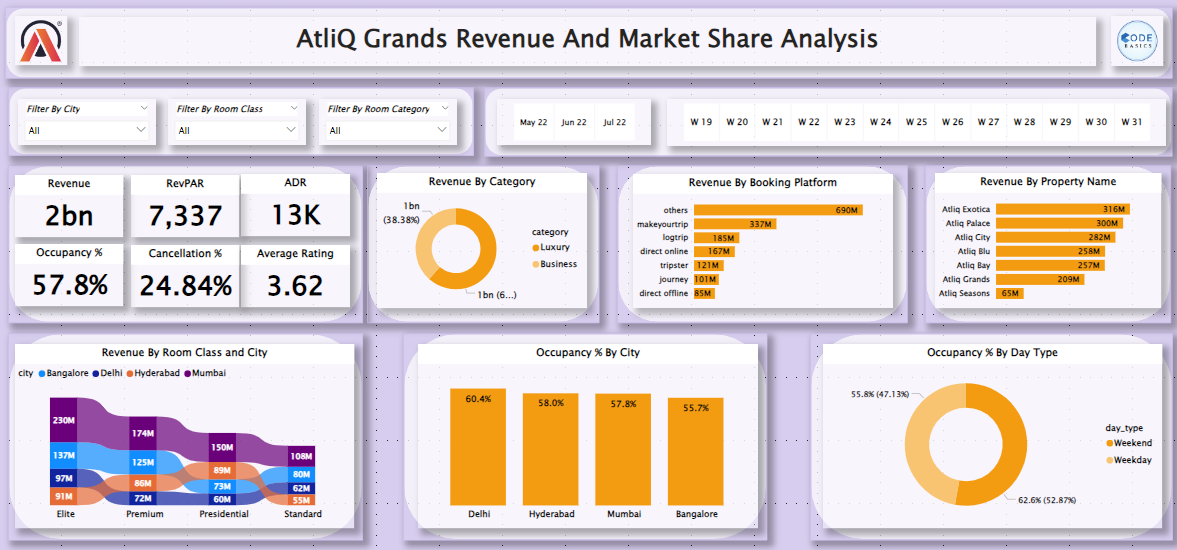 AtliQ Grands Revenue And Market Share Analysis
CODE
BASICS
Filter By City
All
Filter By Room Class
All
Filter By Room Category
All
May 22 Jun 22 Jul 22
W 19 W 20 W 21 W 22 W 23 W 24 W 25 W 26 W 27 W 28 W 29 W 30 W 31
Revenue
2bn
RevPAR
7,337
ADR
13K
Occupancy %
57.8%
Cancellation %
24.84%
Average Rating
3.62
Revenue By Category
1bn
(38.38%)
1bn (6...)
category
Luxury
Business
Revenue By Booking Platform
others 690M
makeyourtrip 337M
logtrip 185M
direct online 167M
tripster 121M
journey 101M
direct offline 85M
Revenue By Property Name
Atliq Exotica 316M
Atliq Palace 300M
Atliq City 282M
Atliq Blu 258M
Atliq Bay 257M
Atliq Grands 209M
Atliq Seasons 65M
Revenue By Room Class and City
city Bangalore Delhi Hyderabad Mumbai
230M
137M
97M
91M
174M
125M
86M
72M
150M
89M
73M
60M
108M
80M
62M
55M
Elite Premium Presidential Standard
Occupancy % By City
60.4% 58.0% 57.8% 55.7%
Delhi Hyderabad Mumbai Bangalore
Occupancy % By Day Type
55.8% (47.13%)
62.6% (52.87%)
day_type
Weekend
Weekday